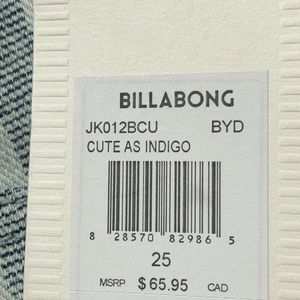 BILLABONG
JK012BCU BYD
CUTE AS INDIGO
8 28570 82986 5
25
MSRP $65.95 CAD